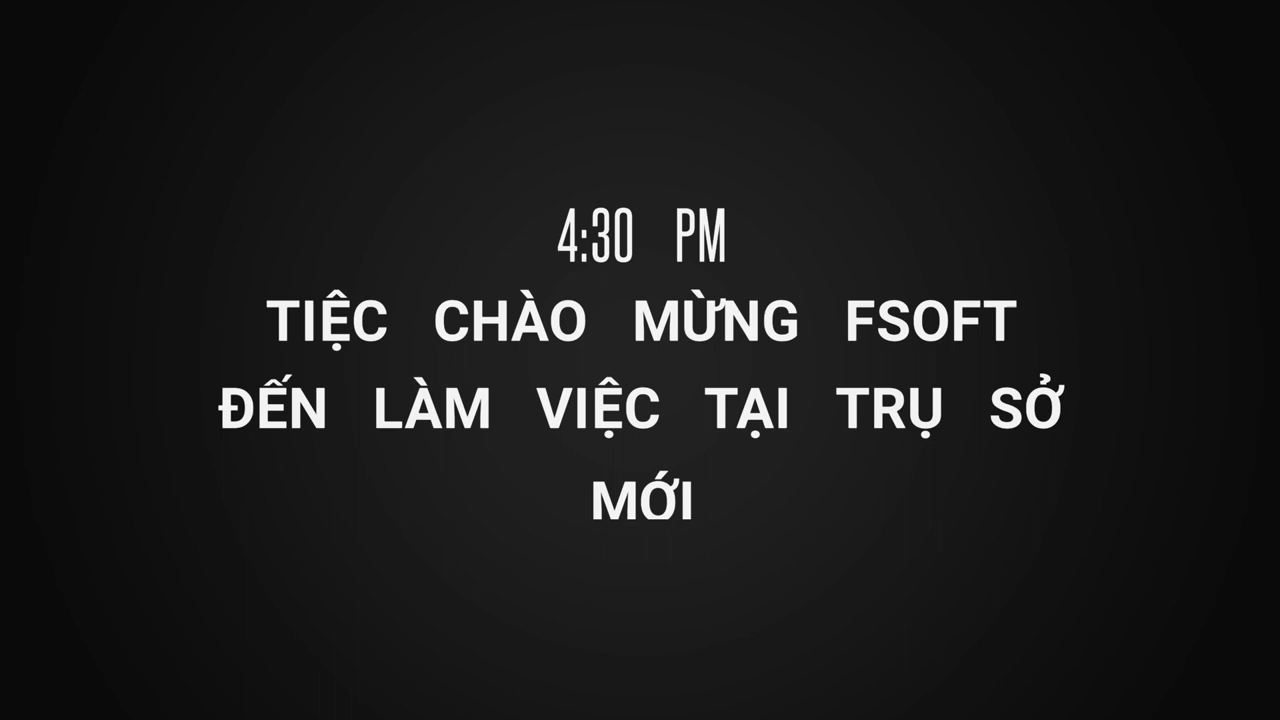 4:30 PM
TIỆC CHÀO MỪNG FSOFT
ĐẾN LÀM VIỆC TẠI TRỤ SỞ
MỚI